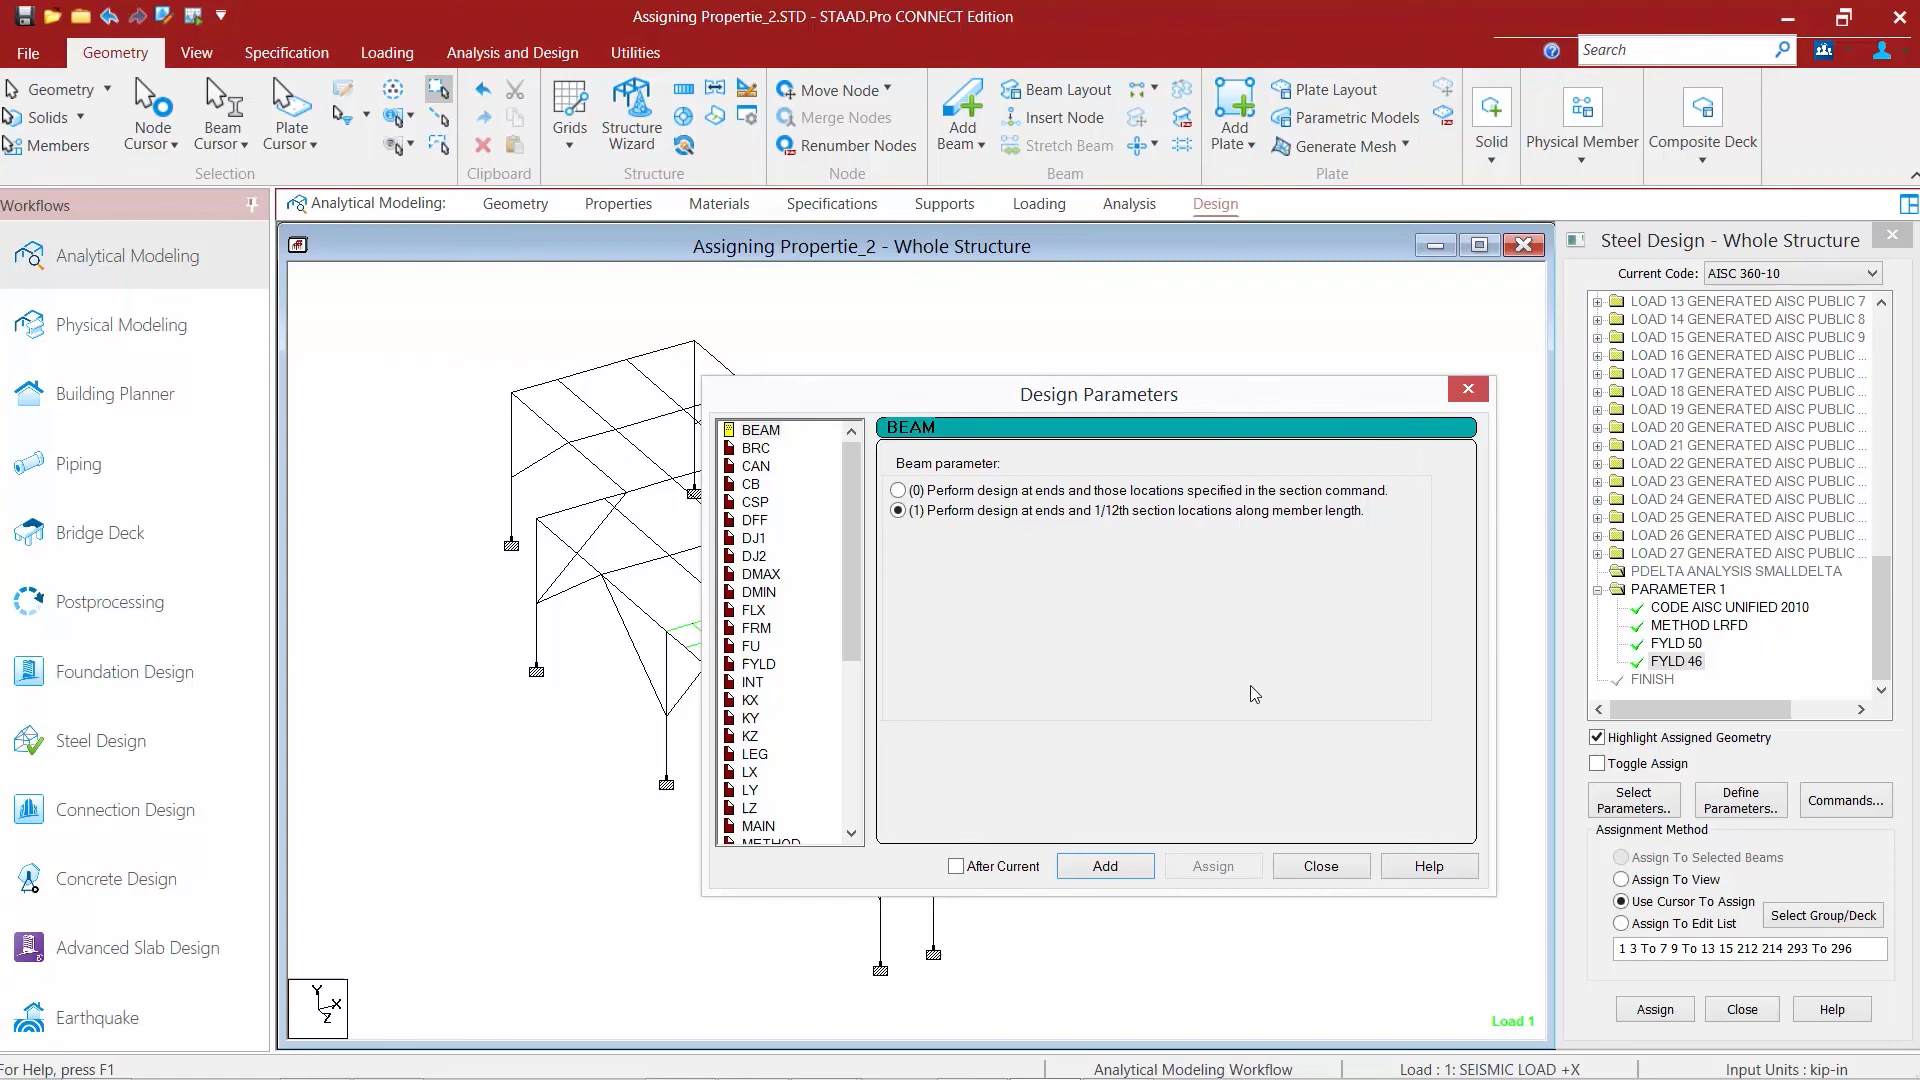 Assigning Propertie_2.STD - STAAD.Pro CONNECT Edition
File
Geometry
View
Specification
Loading
Analysis and Design
Utilities
Search
Geometry
Solids
Members
Node
Cursor
Beam
Cursor
Plate
Cursor
Selection
Clipboard
Grids
Structure
Wizard
Structure
Move Node
Merge Nodes
Renumber Nodes
Node
Add
Beam
Beam Layout
Insert Node
Stretch Beam
Beam
Add
Plate
Plate Layout
Parametric Models
Generate Mesh
Plate
Solid
Physical Member
Composite Deck
Workflows
Analytical Modeling
Physical Modeling
Building Planner
Piping
Bridge Deck
Postprocessing
Foundation Design
Steel Design
Connection Design
Concrete Design
Advanced Slab Design
Earthquake
Analytical Modeling:
Geometry
Properties
Materials
Specifications
Supports
Loading
Analysis
Design
Assigning Propertie_2 - Whole Structure
Y
X
Z
Load 1
Design Parameters
BEAM
BRC
CAN
CB
CSP
DFF
DJ1
DJ2
DMAX
DMIN
FLX
FRM
FU
FYLD
INT
KX
KY
KZ
LEG
LX
LY
LZ
MAIN
METHOD
BEAM
Beam parameter:
(0) Perform design at ends and those locations specified in the section command.
(1) Perform design at ends and 1/12th section locations along member length.
After Current
Add
Assign
Close
Help
Steel Design - Whole Structure
Current Code: AISC 360-10
LOAD 13 GENERATED AISC PUBLIC 7
LOAD 14 GENERATED AISC PUBLIC 8
LOAD 15 GENERATED AISC PUBLIC 9
LOAD 16 GENERATED AISC PUBLIC ...
LOAD 17 GENERATED AISC PUBLIC ...
LOAD 18 GENERATED AISC PUBLIC ...
LOAD 19 GENERATED AISC PUBLIC ...
LOAD 20 GENERATED AISC PUBLIC ...
LOAD 21 GENERATED AISC PUBLIC ...
LOAD 22 GENERATED AISC PUBLIC ...
LOAD 23 GENERATED AISC PUBLIC ...
LOAD 24 GENERATED AISC PUBLIC ...
LOAD 25 GENERATED AISC PUBLIC ...
LOAD 26 GENERATED AISC PUBLIC ...
LOAD 27 GENERATED AISC PUBLIC ...
PDELTA ANALYSIS SMALLDELTA
PARAMETER 1
CODE AISC UNIFIED 2010
METHOD LRFD
FYLD 50
FYLD 46
FINISH
Highlight Assigned Geometry
Toggle Assign
Select
Parameters..
Define
Parameters..
Commands...
Assignment Method
Assign To Selected Beams
Assign To View
Use Cursor To Assign
Select Group/Deck
Assign To Edit List
1 3 To 7 9 To 13 15 212 214 293 To 296
Assign
Close
Help
For Help, press F1
Analytical Modeling Workflow
Load : 1: SEISMIC LOAD +X
Input Units : kip-in